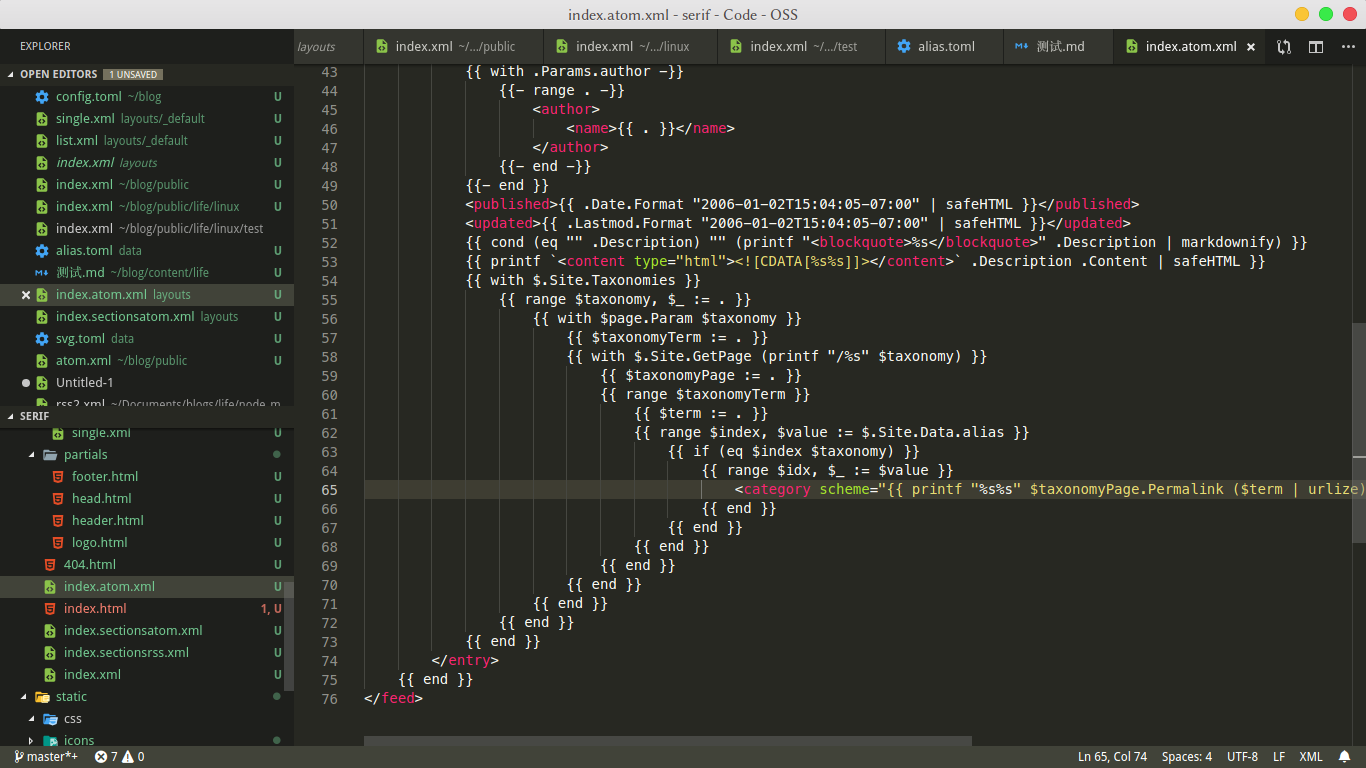 index.atom.xml - serif - Code - OSS
EXPLORER
OPEN EDITORS 1 UNSAVED
config.toml ~/blog U
single.xml layouts/_default U
list.xml layouts/_default U
index.xml layouts U
index.xml ~/blog/public U
index.xml ~/blog/public/life/linux U
index.xml ~/blog/public/life/linux/test
alias.toml data U
测试.md ~/blog/content/life U
index.atom.xml layouts U
index.sectionsatom.xml layouts U
svg.toml data U
atom.xml ~/blog/public U
Untitled-1
rss2.xml ~/Documents/blogs/life/node_m
SERIF
single.xml U
partials
footer.html U
head.html U
header.html U
logo.html U
404.html U
index.atom.xml U
index.html 1, U
index.sectionsatom.xml U
index.sectionsrss.xml U
index.xml U
static
css
icons
layouts
index.xml ~/.../public
index.xml ~/.../linux
index.xml ~/.../test
alias.toml
测试.md
index.atom.xml
43 {{ with .Params.author -}}
44 {{- range . -}}
45 <author>
46 <name>{{ . }}</name>
47 </author>
48 {{- end -}}
49 {{- end }}
50 <published>{{ .Date.Format "2006-01-02T15:04:05-07:00" | safeHTML }}</published>
51 <updated>{{ .Lastmod.Format "2006-01-02T15:04:05-07:00" | safeHTML }}</updated>
52 {{ cond (eq "" .Description) "" (printf "<blockquote>%s</blockquote>" .Description | markdownify) }}
53 {{ printf `<content type="html"><![CDATA[%s%s]]></content>` .Description .Content | safeHTML }}
54 {{ with $.Site.Taxonomies }}
55 {{ range $taxonomy, $_ := . }}
56 {{ with $page.Param $taxonomy }}
57 {{ $taxonomyTerm := . }}
58 {{ with $.Site.GetPage (printf "/%s" $taxonomy) }}
59 {{ $taxonomyPage := . }}
60 {{ range $taxonomyTerm }}
61 {{ $term := . }}
62 {{ range $index, $value := $.Site.Data.alias }}
63 {{ if (eq $index $taxonomy) }}
64 {{ range $idx, $_ := $value }}
65 <category scheme="{{ printf "%s%s" $taxonomyPage.Permalink ($term | urlize)
66 {{ end }}
67 {{ end }}
68 {{ end }}
69 {{ end }}
70 {{ end }}
71 {{ end }}
72 {{ end }}
73 {{ end }}
74 </entry>
75 {{ end }}
76 </feed>
master*+ 7 0 Ln 65, Col 74 Spaces: 4 UTF-8 LF XML